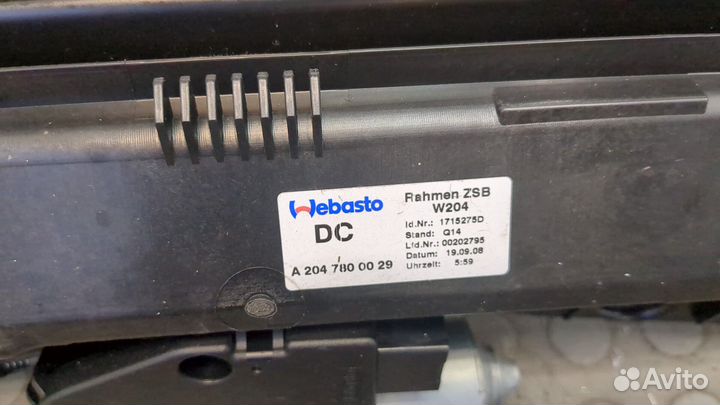 Webasto
DC
A 204 780 00 29
Rahmen ZSB
W204
Id.Nr.: 1715275D
Stand: Q14
Lfd.Nr.: 00202795
Datum: 19.09.08
Uhrzeit: 5:59
Webasto
Avito